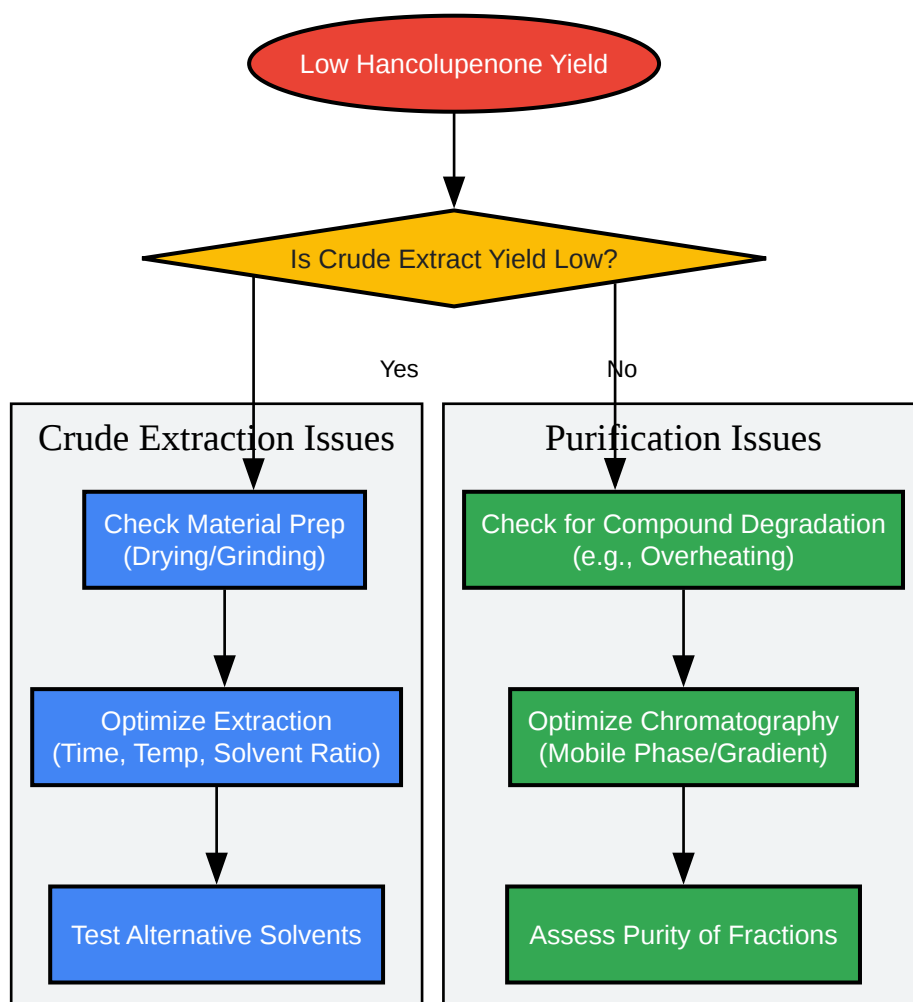 Low Hancolupenone Yield
Is Crude Extract Yield Low?
Yes
No
Crude Extraction Issues
Check Material Prep
(Drying/Grinding)
Optimize Extraction
(Time, Temp, Solvent Ratio)
Test Alternative Solvents
Purification Issues
Check for Compound Degradation
(e.g., Overheating)
Optimize Chromatography
(Mobile Phase/Gradient)
Assess Purity of Fractions